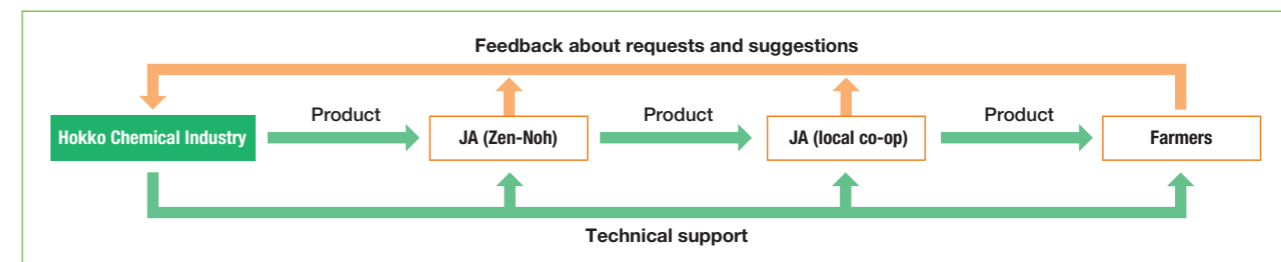 Feedback about requests and suggestions
Product
Product
Product
Hokko Chemical Industry
JA (Zen-Noh)
JA (local co-op)
Farmers
Technical support